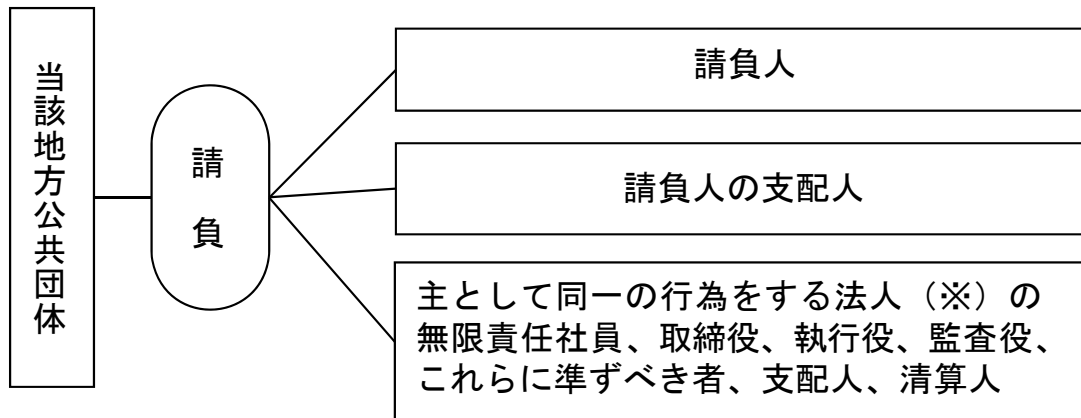 当該地方公共団体
請負
請負人
請負人の支配人
主として同一の行為をする法人（※）の
無限責任社員、取締役、執行役、監査役、
これらに準ずべき者、支配人、清算人